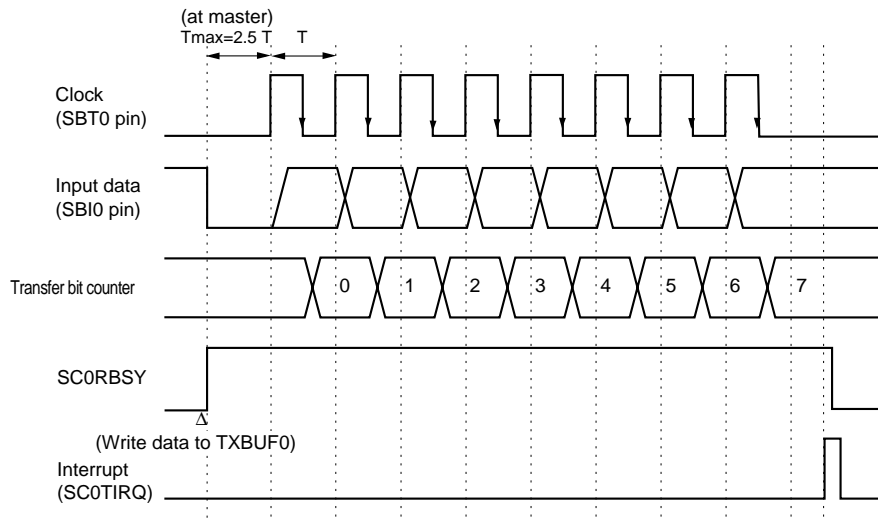 (at master)
Tmax=2.5 T
T
Clock
(SBT0 pin)
Input data
(SBI0 pin)
Transfer bit counter
0 1 2 3 4 5 6 7
SC0RBSY
Δ
(Write data to TXBUF0)
Interrupt
(SC0TIRQ)